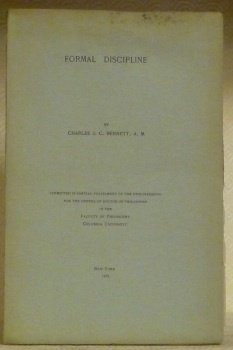 FORMAL DISCIPLINE
BY
CHARLES J. C. BENNETT, A. M.
SUBMITTED IN PARTIAL FULFILMENT OF THE REQUIREMENTS
FOR THE DEGREE OF DOCTOR OF PHILOSOPHY
IN THE
FACULTY OF PHILOSOPHY
COLUMBIA UNIVERSITY
NEW YORK